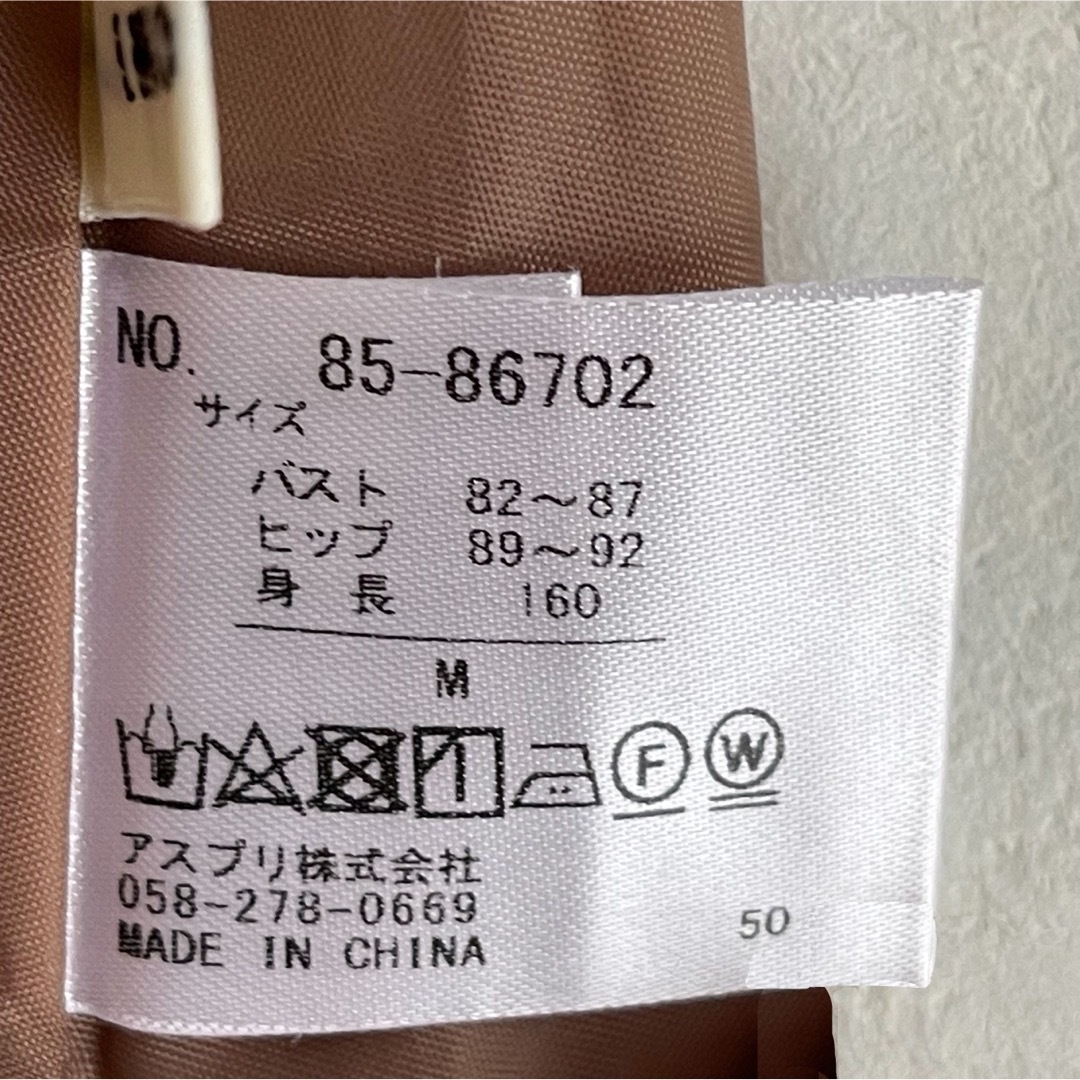 NO. 85-86702
サイズ
バスト 82～87
ヒップ 89～92
身長 160
M
F W
アスプリ株式会社
058-278-0669
MADE IN CHINA
50